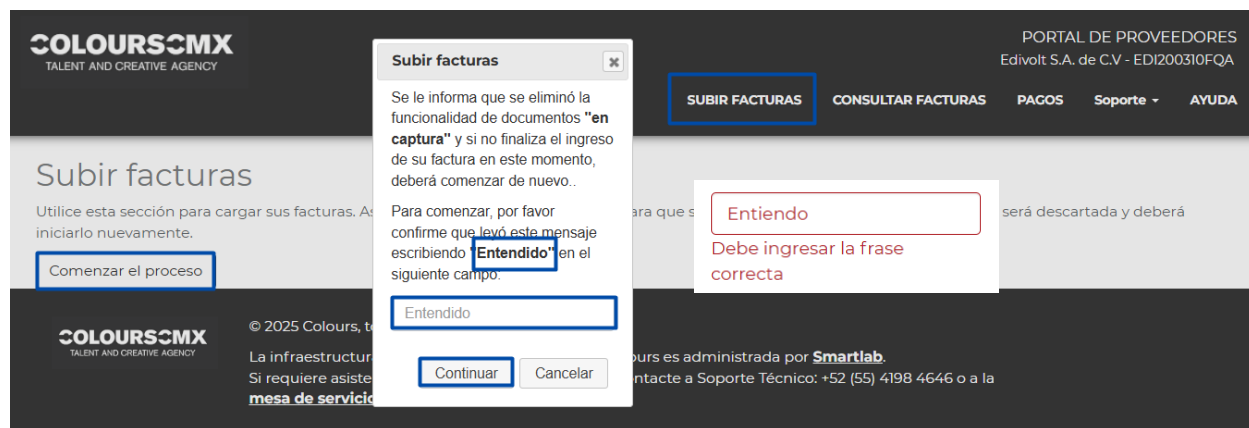 COLOURSCMX
TALENT AND CREATIVE AGENCY
PORTAL DE PROVEEDORES
Edivolt S.A. de C.V - EDI200310FQA
SUBIR FACTURAS CONSULTAR FACTURAS PAGOS Soporte AYUDA
Subir facturas
Utilice esta sección para cargar sus facturas. As
ara que s
será descartada y deberá
iniciarlo nuevamente.
Comenzar el proceso
Subir facturas
Se le informa que se eliminó la
funcionalidad de documentos "en
captura" y si no finaliza el ingreso
de su factura en este momento,
deberá comenzar de nuevo..
Para comenzar, por favor
confirme que leyó este mensaje
escribiendo "Entendido" en el
siguiente campo:
Entendido
Continuar Cancelar
Entiendo
Debe ingresar la frase
correcta
COLOURSCMX
TALENT AND CREATIVE AGENCY
© 2025 Colours, t
La infraestructur
urs es administrada por Smartlab.
Si requiere asiste
ntacte a Soporte Técnico: +52 (55) 4198 4646 o a la
mesa de servicio